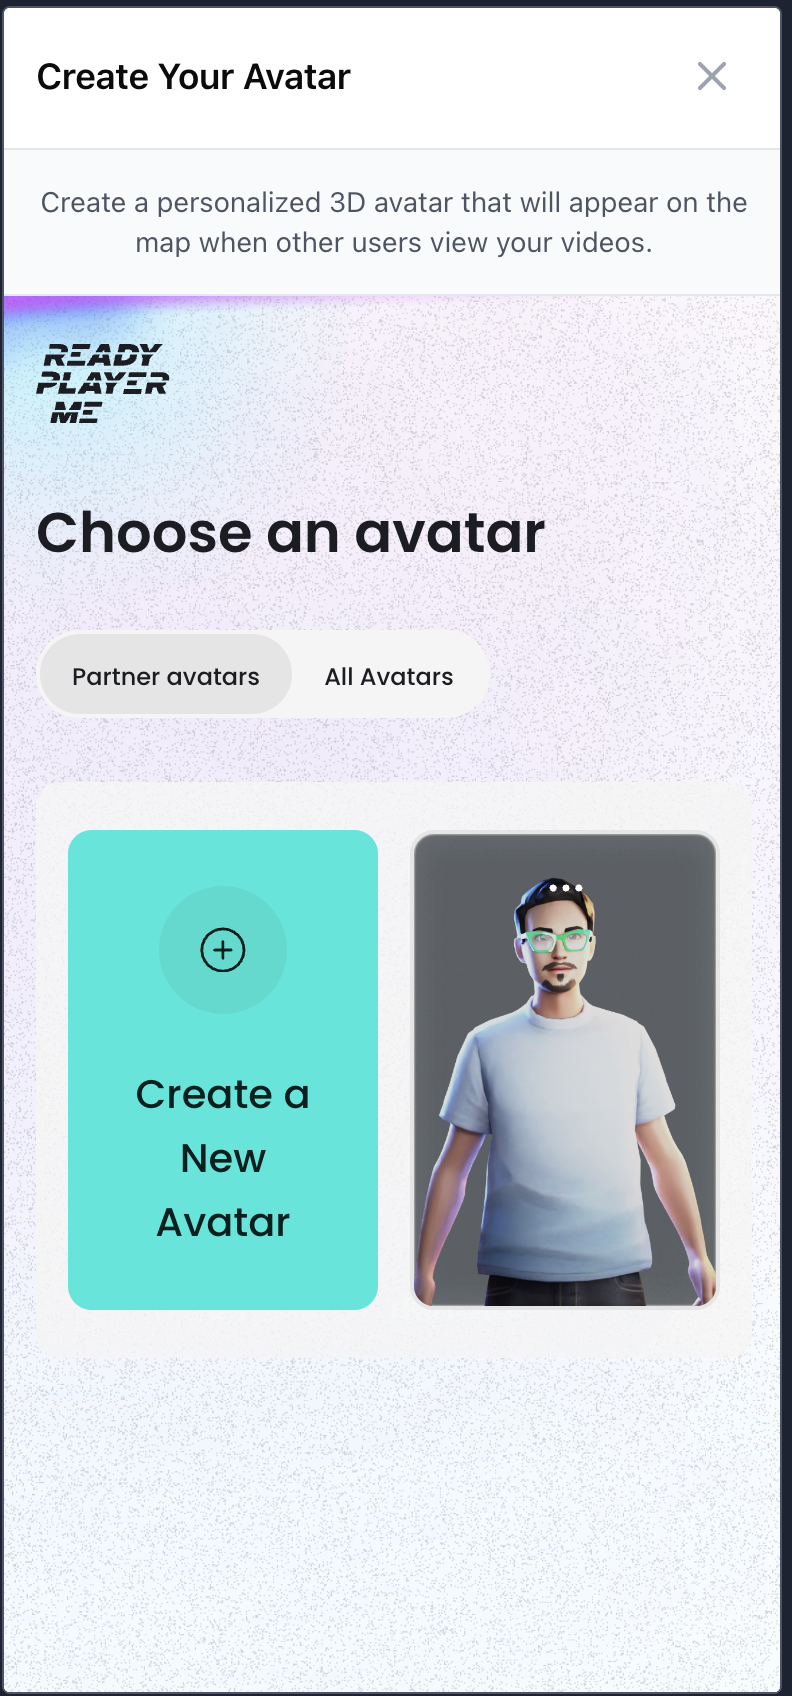 Create Your Avatar
Create a personalized 3D avatar that will appear on the
map when other users view your videos.
READY
PLAYER
ME
Choose an avatar
Partner avatars
All Avatars
Create a
New
Avatar